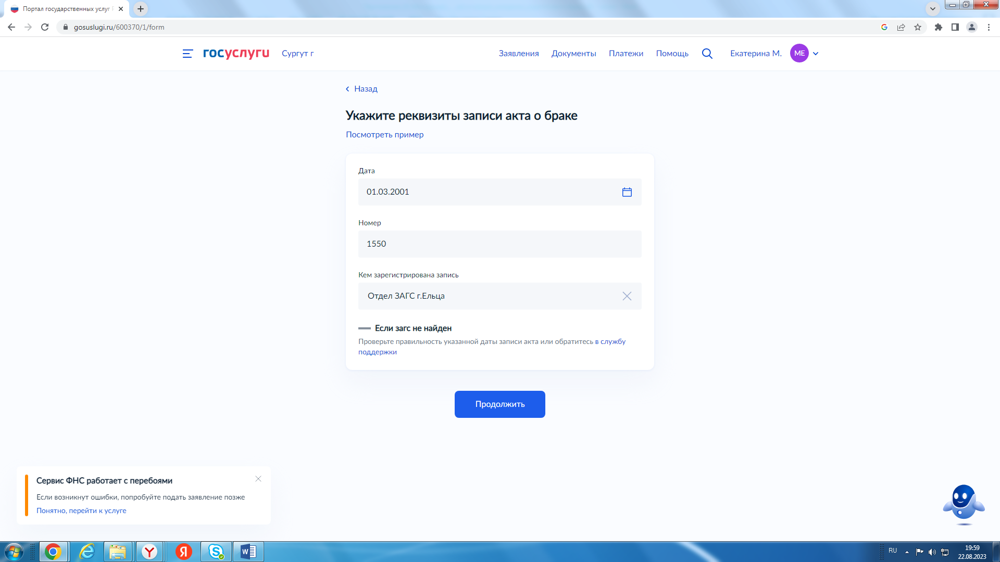 Портал государственных услуг
gosuslugi.ru/600370/1/form
госуслуги
Сургут г
Заявления
Документы
Платежи
Помощь
Екатерина М.
МЕ
Назад
Укажите реквизиты записи акта о браке
Посмотреть пример
Дата
01.03.2001
Номер
1550
Кем зарегистрирована запись
Отдел ЗАГС г.Ельца
Если загс не найден
Проверьте правильность указанной даты записи акта или обратитесь в службу
поддержки
Продолжить
Сервис ФНС работает с перебоями
Если возникнут ошибки, попробуйте подать заявление позже
Понятно, перейти к услуге
RU
19:59
22.08.2023